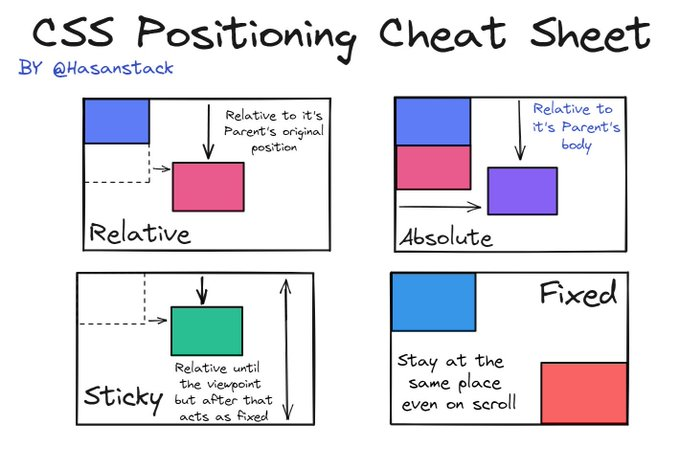 CSS Positioning Cheat Sheet
BY @Hasanstack
Relative to it's
Parent's original
position
Relative
Relative to
it's Parent's
body
Absolute
Relative until
the viewpoint
but after that
acts as fixed
Sticky
Fixed
Stay at the
same place
even on scroll